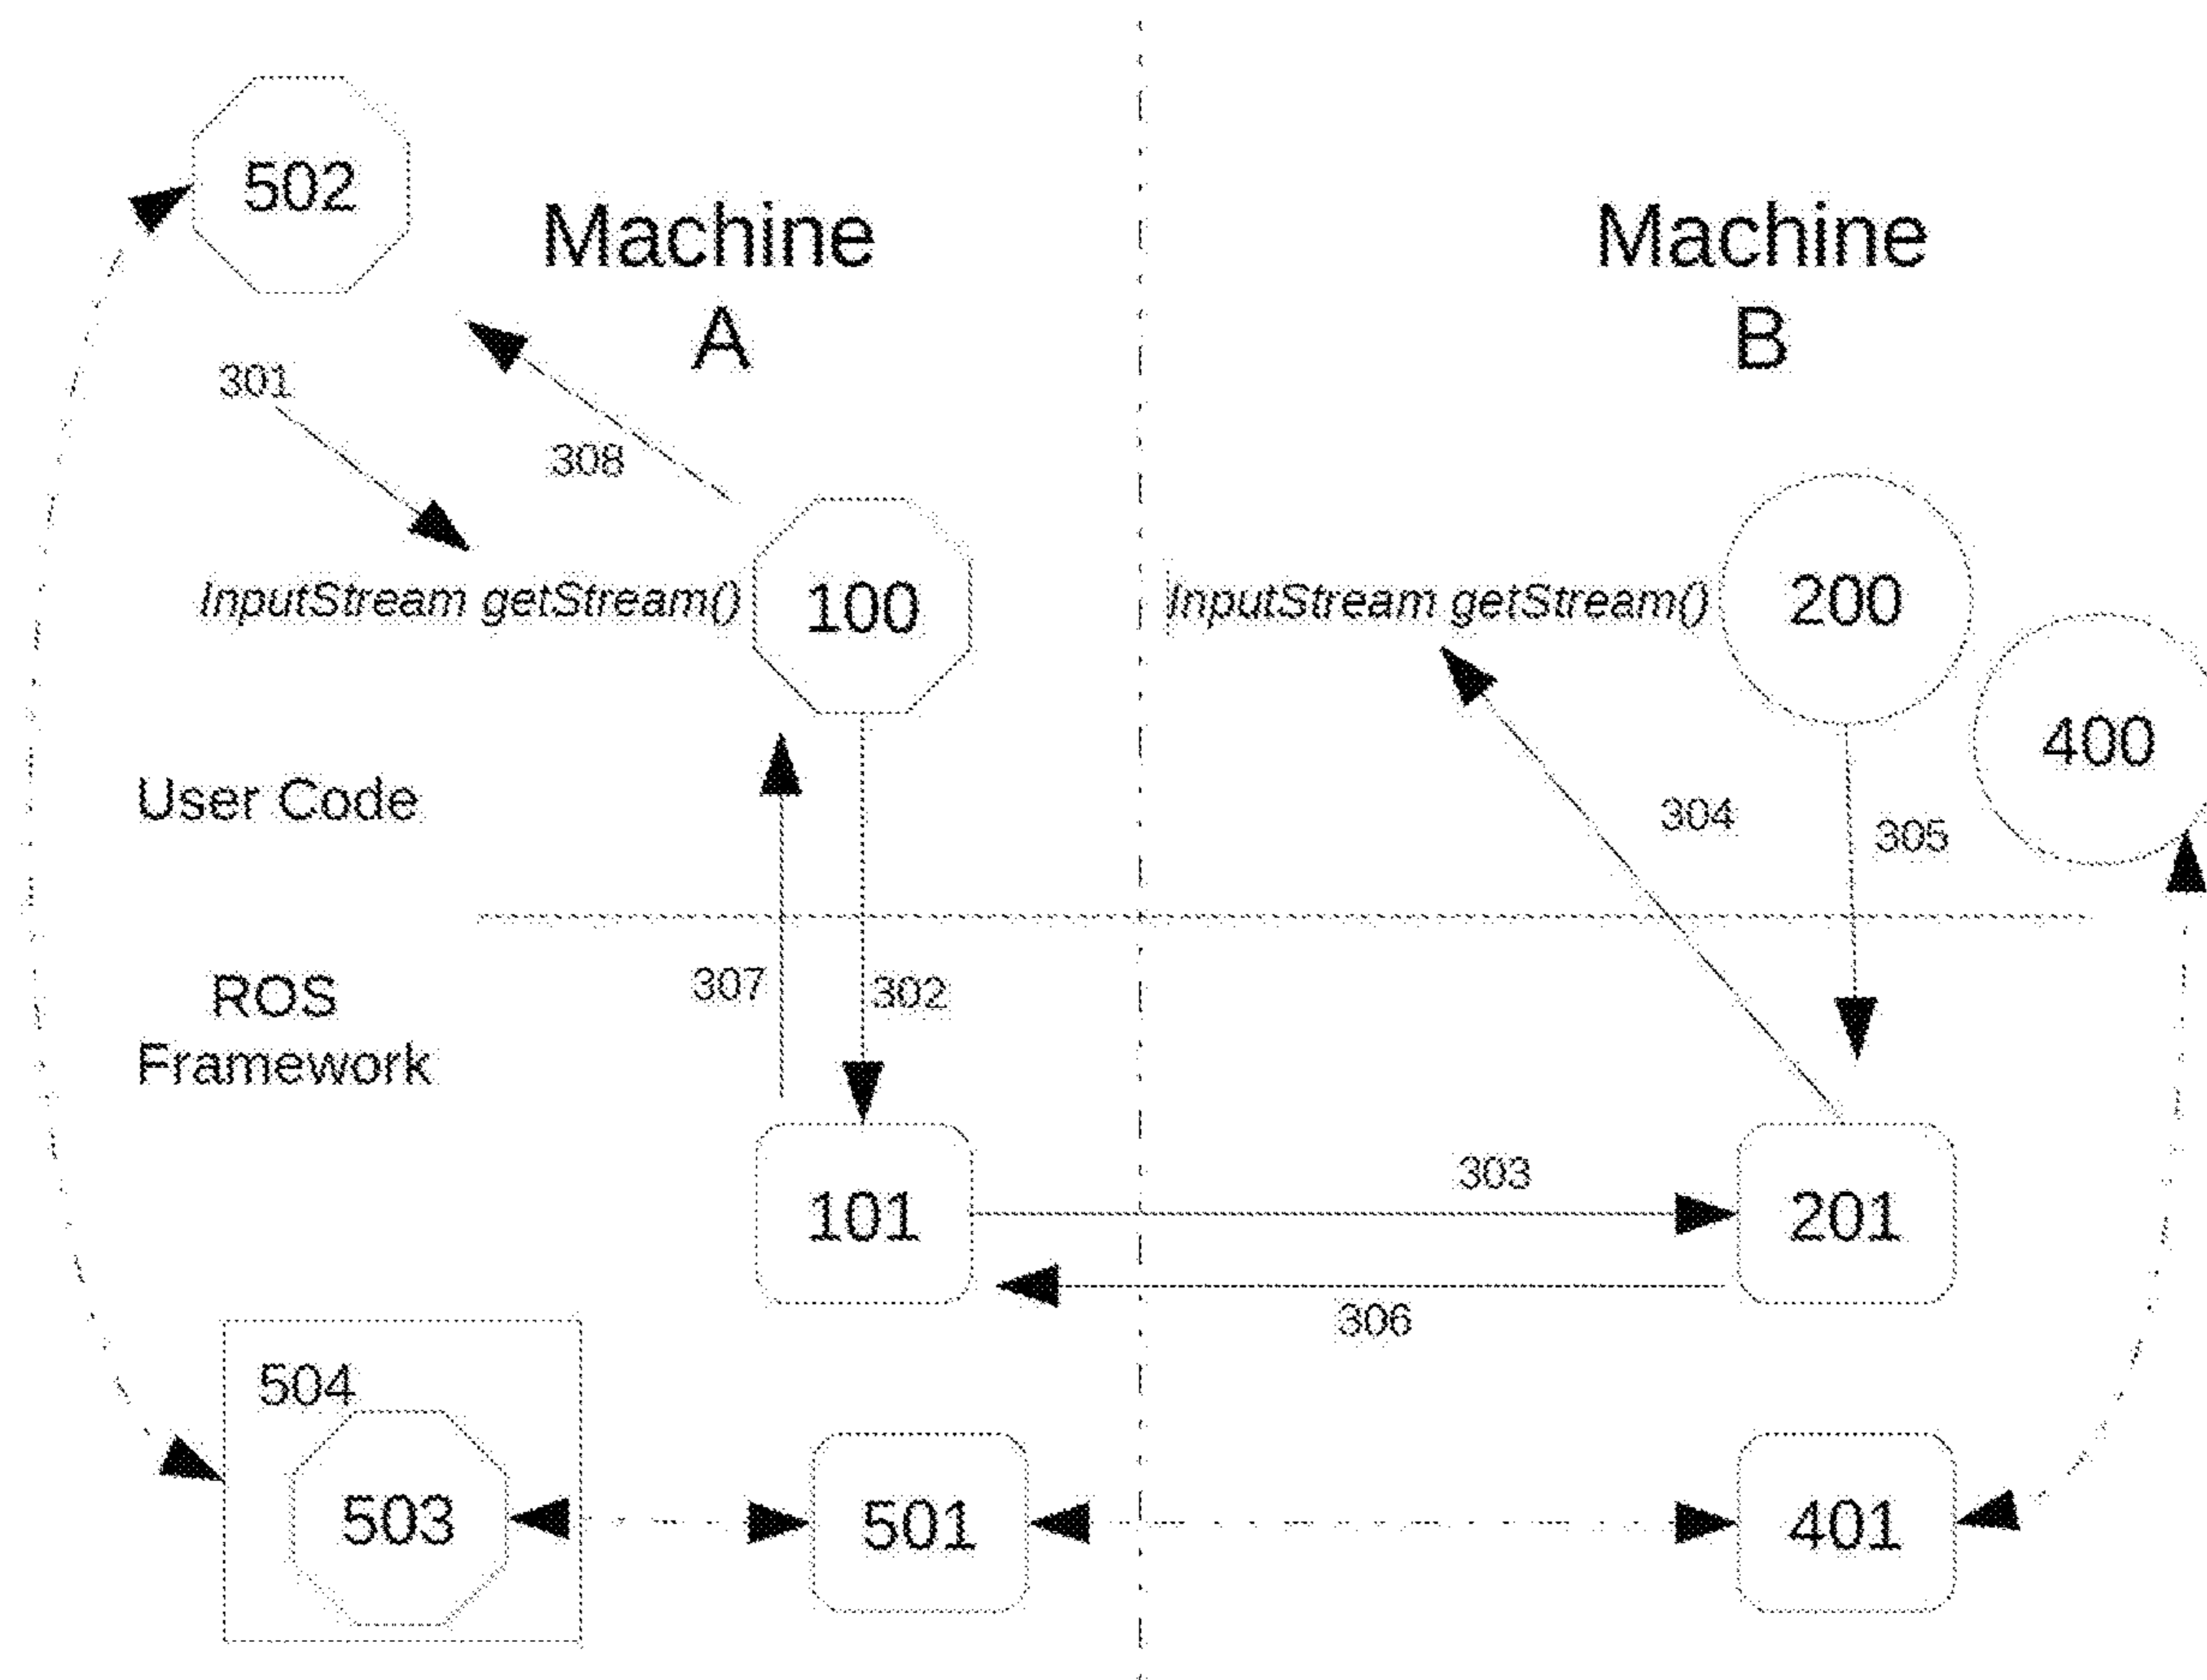 502
Machine
A
Machine
B
301
308
InputStream getStream()
100
InputStream getStream()
200
400
User Code
304
305
ROS
Framework
307
302
101
303
201
306
504
503
501
401